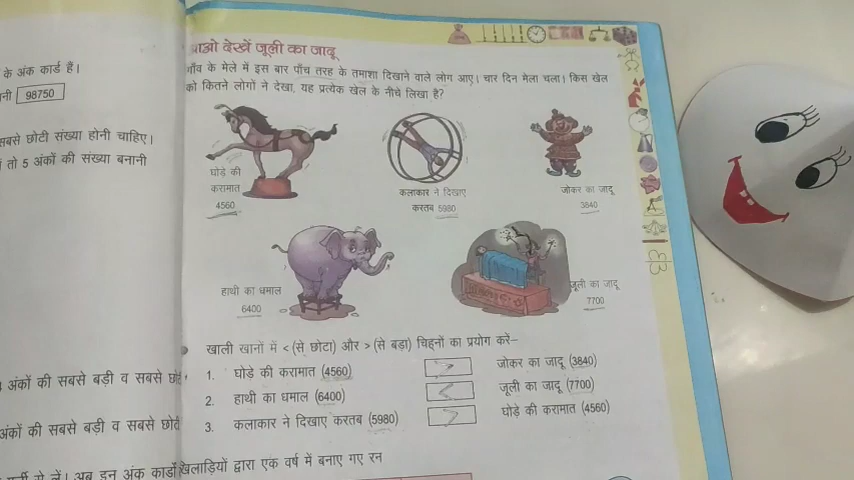 के अंक कार्ड हैं।
98750
सबसे छोटी संख्या होनी चाहिए।
तो 5 अंकों की संख्या बनानी
अंकों की सबसे बड़ी व सबसे
अंकों की सबसे बड़ी व सबसे
अब इन अंक कार्डों
देखें जूली का जादू
गाँव के मेले में इस बार पाँच तरह के तमाशा दिखाने वाले लोग आए। चार दिन मेला चला। किस खेल
को कितने लोगों ने देखा, यह प्रत्येक खेल के नीचे लिखा है?
घोड़े की
करामात
4560
कलाकार ने दिखाए
करतब 5980
जोकर का जादू
3840
हाथी का धमाल
6400
जूली का जादू
7700
खाली खानों में < (से छोटा) और > (से बड़ा) चिह्नों का प्रयोग करें–
1. घोड़े की करामात (4560) > जोकर का जादू (3840)
2. हाथी का धमाल (6400) < जूली का जादू (7700)
3. कलाकार ने दिखाए करतब (5980) > घोड़े की करामात (4560)
खिलाड़ियों द्वारा एक वर्ष में बनाए गए रन